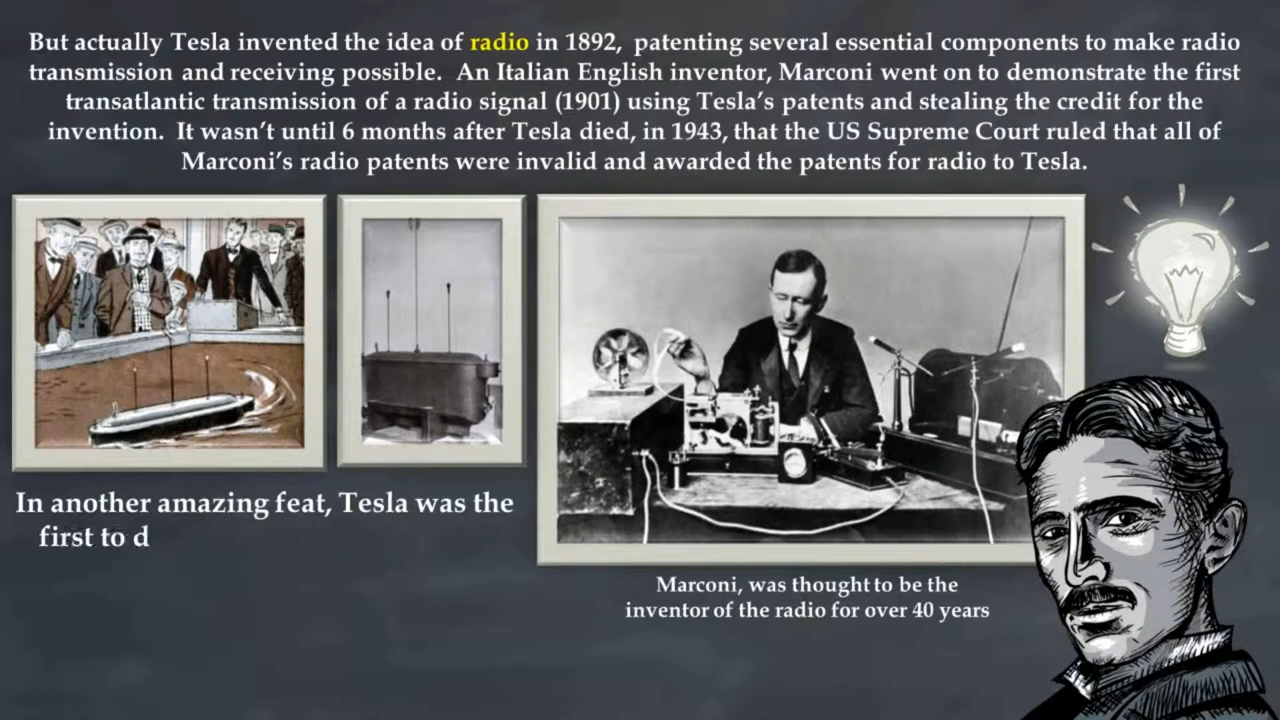 But actually Tesla invented the idea of radio in 1892, patenting several essential components to make radio
transmission and receiving possible. An Italian English inventor, Marconi went on to demonstrate the first
transatlantic transmission of a radio signal (1901) using Tesla’s patents and stealing the credit for the
invention. It wasn’t until 6 months after Tesla died, in 1943, that the US Supreme Court ruled that all of
Marconi’s radio patents were invalid and awarded the patents for radio to Tesla.
In another amazing feat, Tesla was the
first to d
Marconi, was thought to be the
inventor of the radio for over 40 years